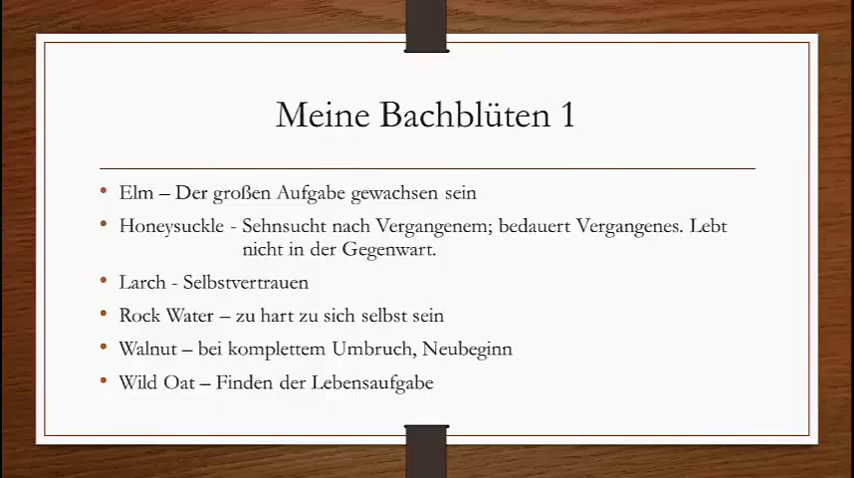 Meine Bachblüten 1
• Elm – Der großen Aufgabe gewachsen sein
• Honeysuckle - Sehnsucht nach Vergangenem; bedauert Vergangenes. Lebt
nicht in der Gegenwart.
• Larch - Selbstvertrauen
• Rock Water – zu hart zu sich selbst sein
• Walnut – bei komplettem Umbruch, Neubeginn
• Wild Oat – Finden der Lebensaufgabe